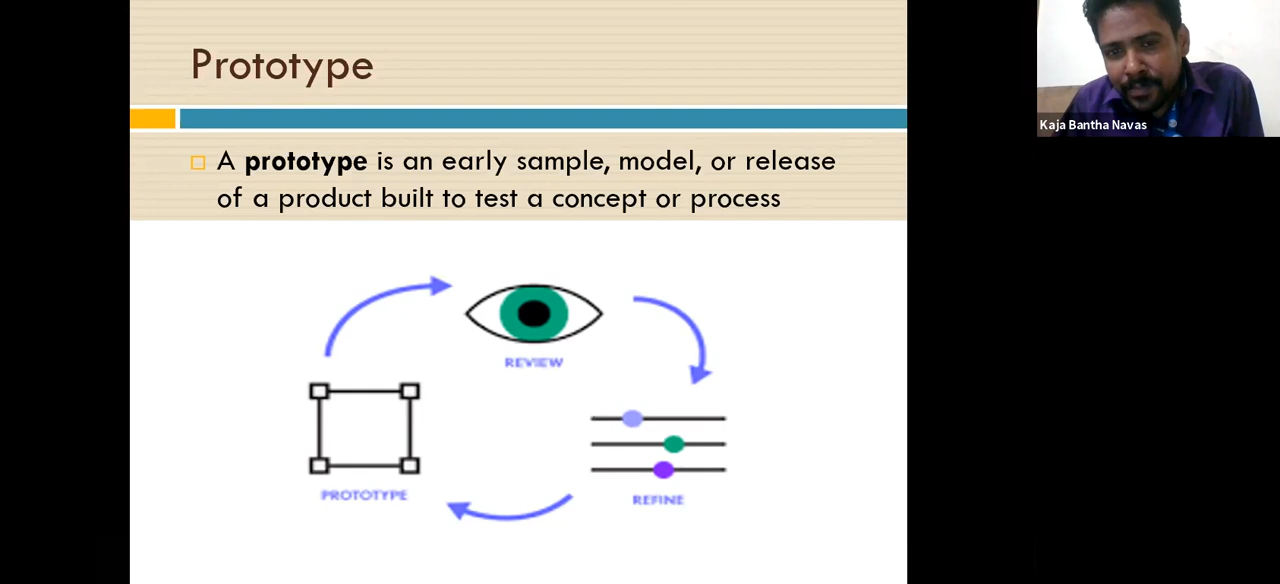 Prototype
A prototype is an early sample, model, or release
of a product built to test a concept or process
REVIEW
PROTOTYPE
REFINE
Kaja Bantha Navas